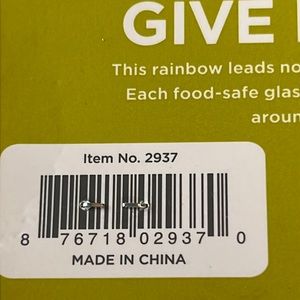 GIVE
This rainbow leads no
Each food-safe glas
aroun
Item No. 2937
8 76718 02937 0
MADE IN CHINA